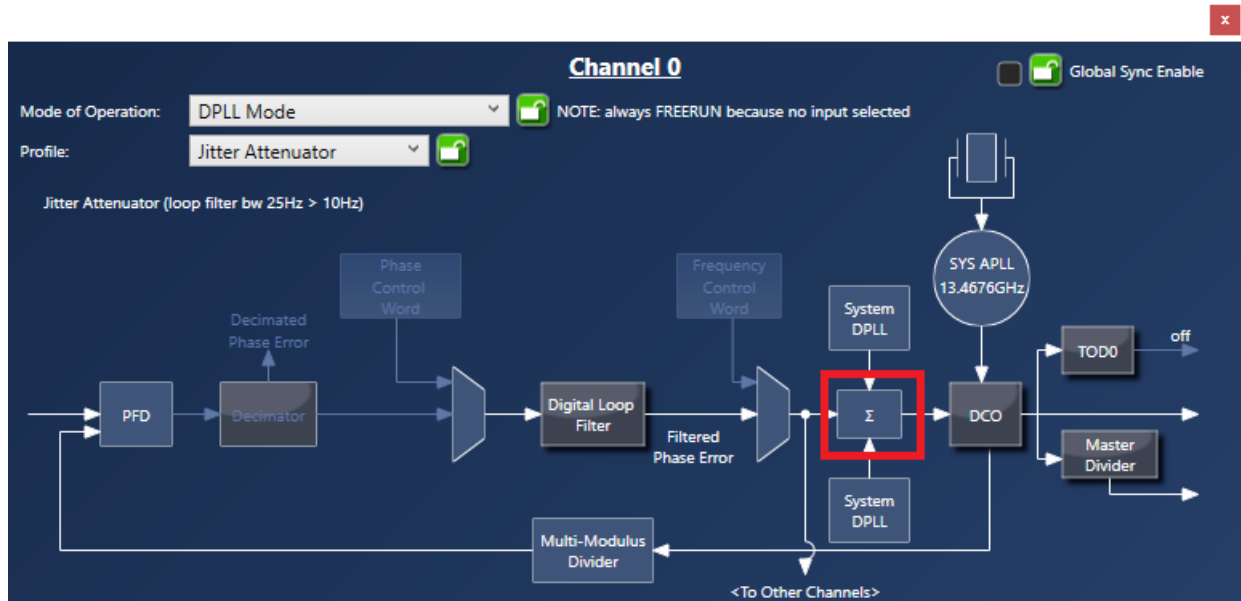 x
Channel 0
Global Sync Enable
Mode of Operation:
DPLL Mode
NOTE: always FREERUN because no input selected
Profile:
Jitter Attenuator
Jitter Attenuator (loop filter bw 25Hz > 10Hz)
Phase
Control
Word
Frequency
Control
Word
SYS APLL
13.4676GHz
System
DPLL
Decimated
Phase Error
TOD0
off
PFD
Decimator
Digital Loop
Filter
Filtered
Phase Error
Σ
DCO
Master
Divider
System
DPLL
Multi-Modulus
Divider
<To Other Channels>